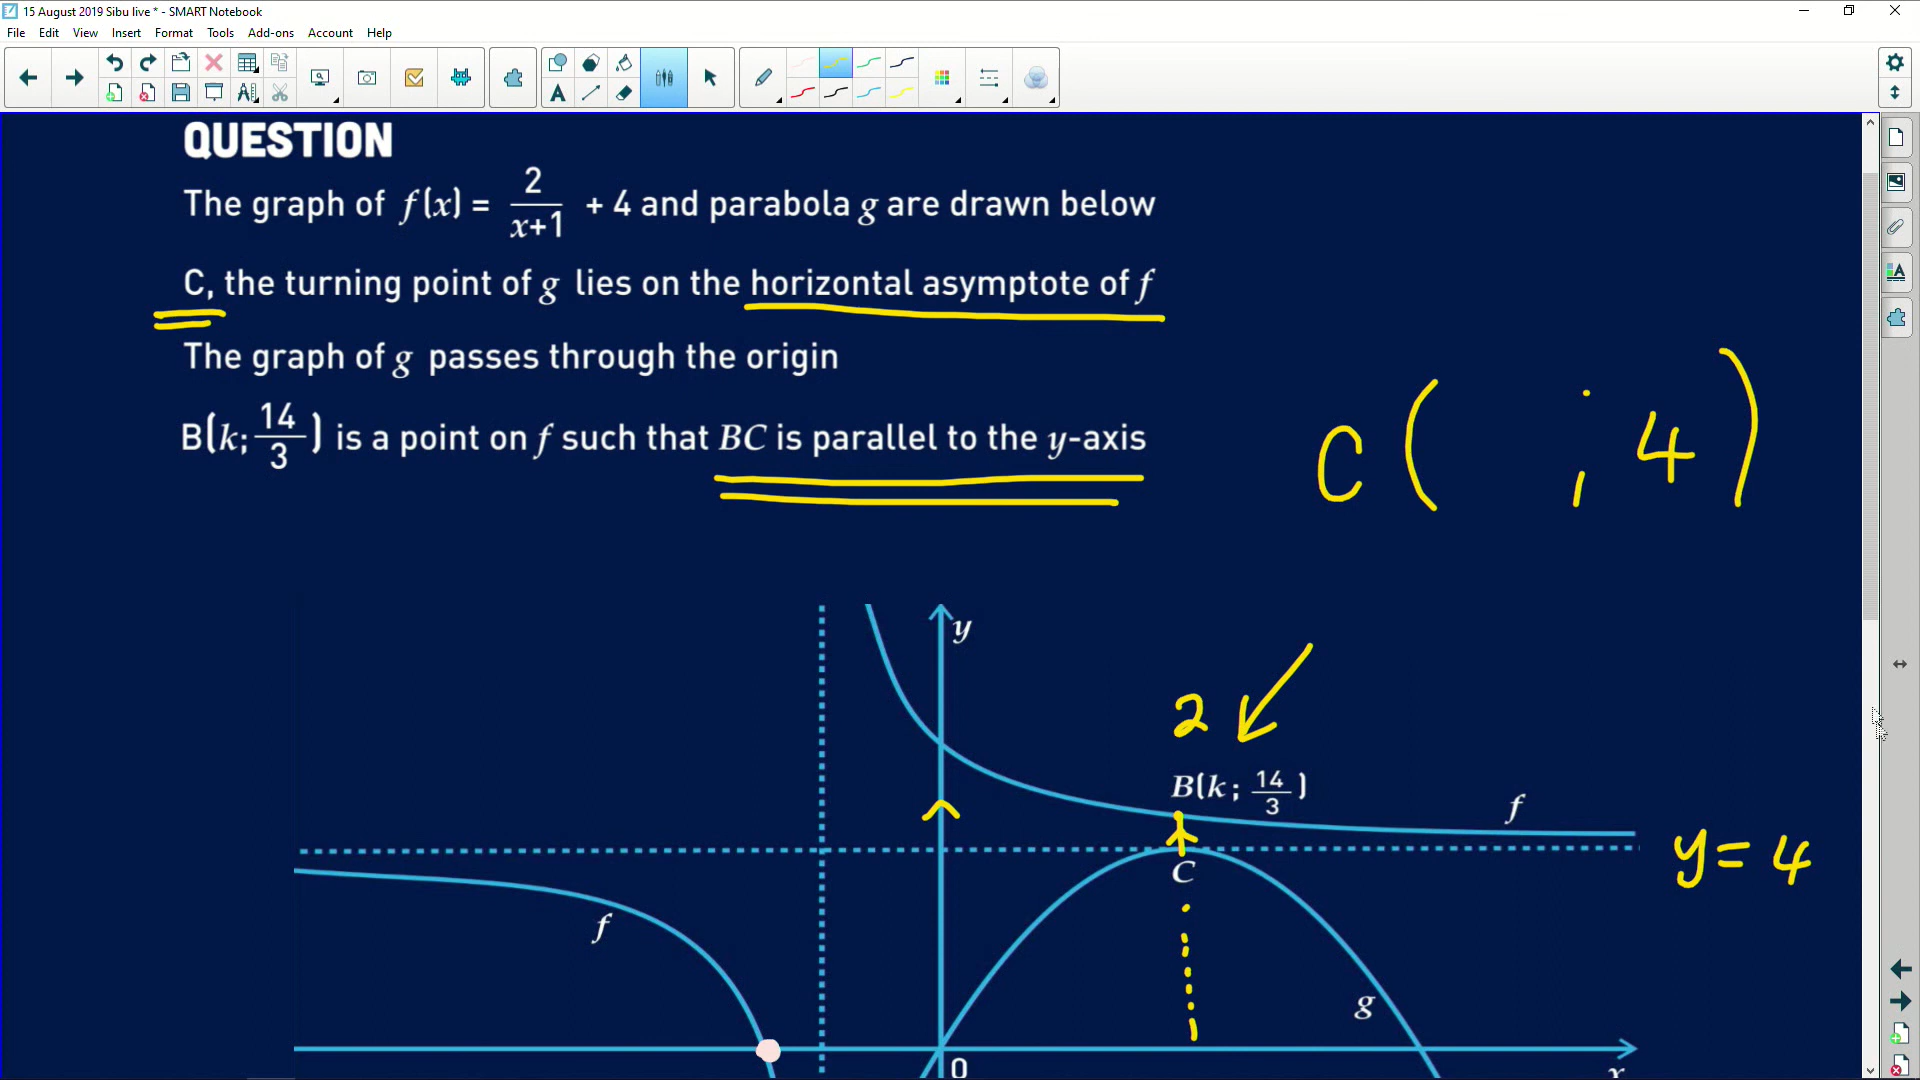 15 August 2019 Sibu live * - SMART Notebook
File Edit View Insert Format Tools Add-ons Account Help
QUESTION
The graph of f(x) = 2/(x+1) + 4 and parabola g are drawn below
C, the turning point of g lies on the horizontal asymptote of f
The graph of g passes through the origin
B(k; 14/3) is a point on f such that BC is parallel to the y-axis
C ( ; 4)
y
2
B(k; 14/3)
f
y = 4
C
f
g
0
x